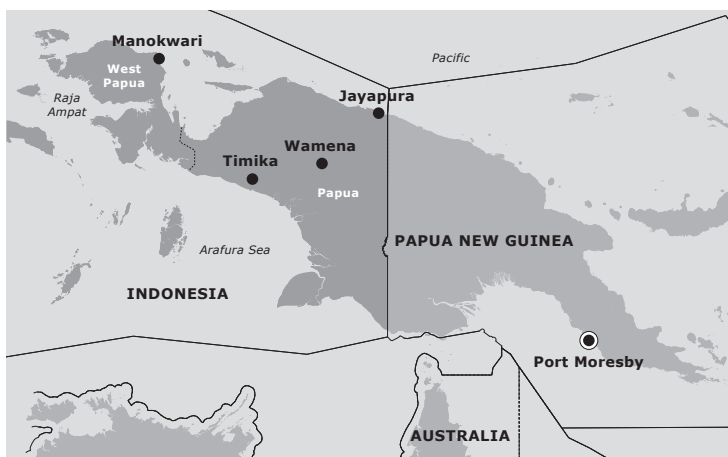 Manokwari
Pacific
West
Papua
Raja
Ampat
Jayapura
Wamena
Timika
Papua
Arafura Sea
PAPUA NEW GUINEA
INDONESIA
Port Moresby
AUSTRALIA